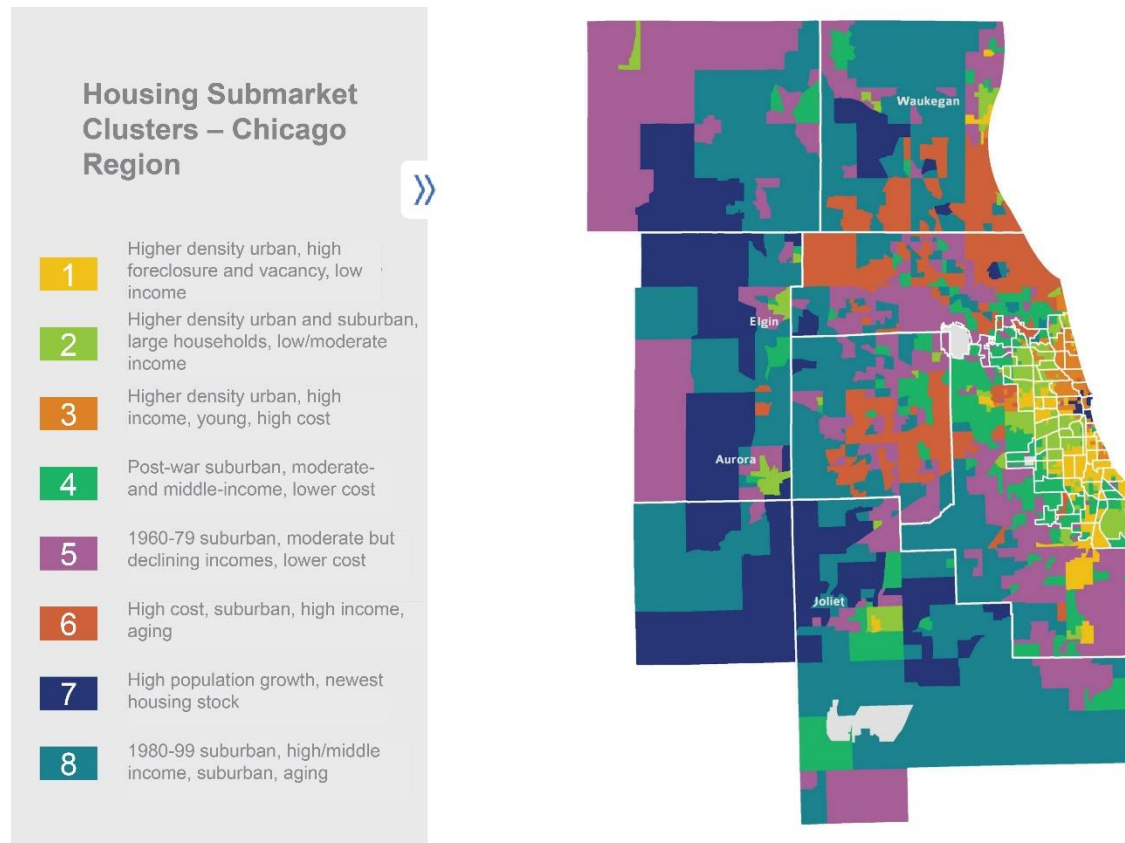 Housing Submarket
Clusters – Chicago
Region
1
Higher density urban, high
foreclosure and vacancy, low
income
2
Higher density urban and suburban,
large households, low/moderate
income
3
Higher density urban, high
income, young, high cost
4
Post-war suburban, moderate-
and middle-income, lower cost
5
1960-79 suburban, moderate but
declining incomes, lower cost
6
High cost, suburban, high income,
aging
7
High population growth, newest
housing stock
8
1980-99 suburban, high/middle
income, suburban, aging
Waukegan
Elgin
Aurora
Joliet